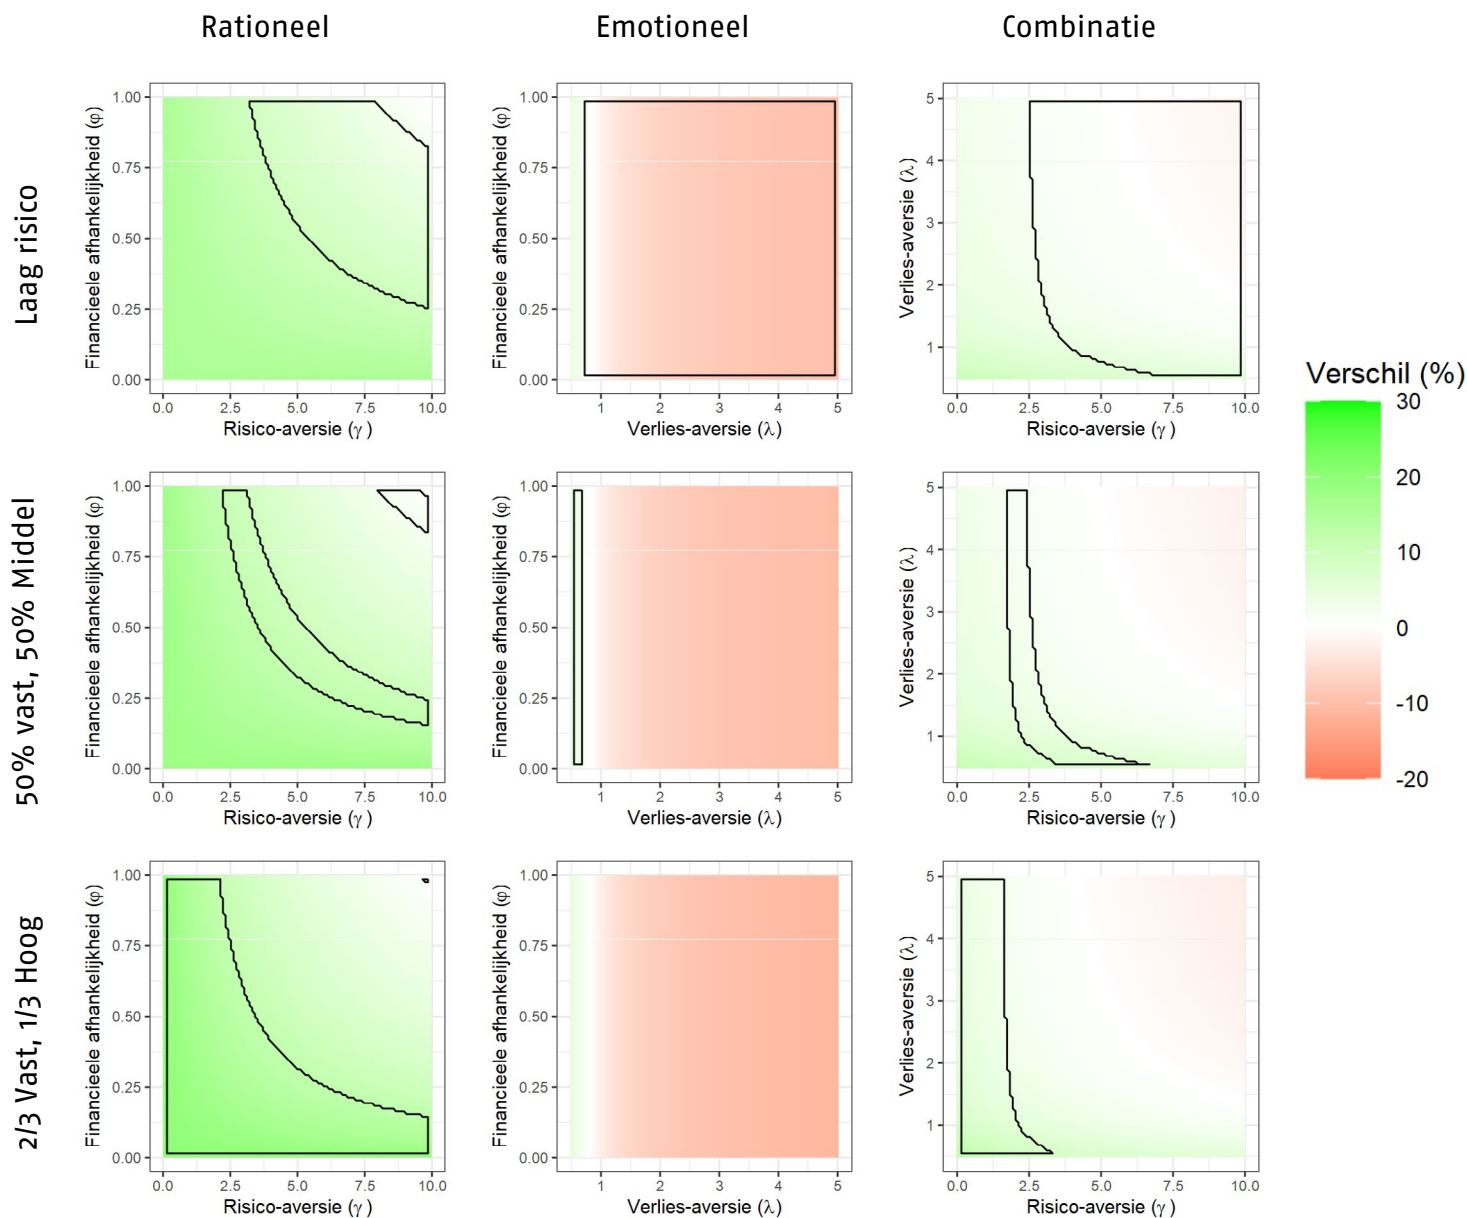 Rationeel
Emotioneel
Combinatie
Laag risico
1.00
0.75
0.50
0.25
0.00
Financieele afhankelijkheid (φ)
0.0 2.5 5.0 7.5 10.0
Risico-aversie (γ)
1.00
0.75
0.50
0.25
0.00
Financieele afhankelijkheid (φ)
1 2 3 4 5
Verlies-aversie (λ)
5
4
3
2
1
Verlies-aversie (λ)
0.0 2.5 5.0 7.5 10.0
Risico-aversie (γ)
50% vast, 50% Middel
1.00
0.75
0.50
0.25
0.00
Financieele afhankelijkheid (φ)
0.0 2.5 5.0 7.5 10.0
Risico-aversie (γ)
1.00
0.75
0.50
0.25
0.00
Financieele afhankelijkheid (φ)
1 2 3 4 5
Verlies-aversie (λ)
5
4
3
2
1
Verlies-aversie (λ)
0.0 2.5 5.0 7.5 10.0
Risico-aversie (γ)
2/3 Vast, 1/3 Hoog
1.00
0.75
0.50
0.25
0.00
Financieele afhankelijkheid (φ)
0.0 2.5 5.0 7.5 10.0
Risico-aversie (γ)
1.00
0.75
0.50
0.25
0.00
Financieele afhankelijkheid (φ)
1 2 3 4 5
Verlies-aversie (λ)
5
4
3
2
1
Verlies-aversie (λ)
0.0 2.5 5.0 7.5 10.0
Risico-aversie (γ)
Verschil (%)
30
20
10
0
-10
-20